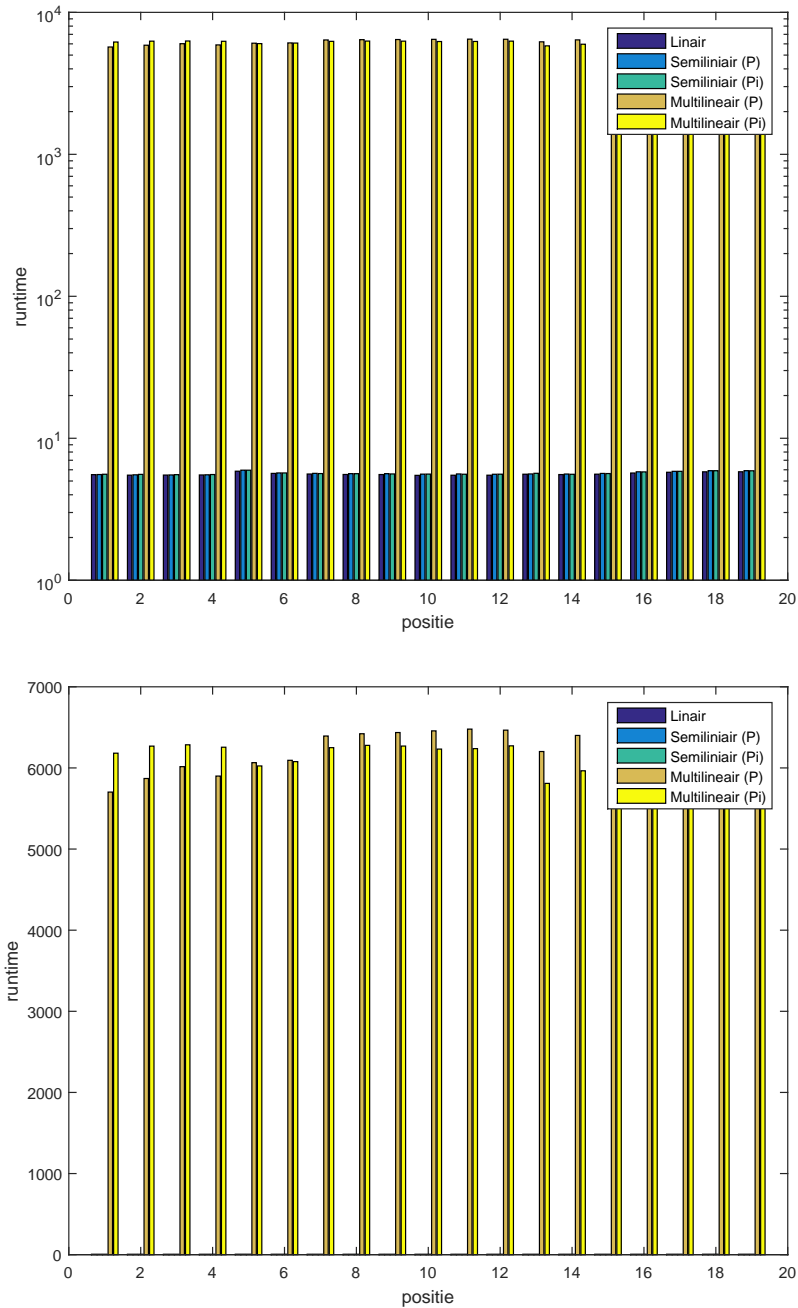 10^4
10^3
10^2
10^1
10^0
runtime
0 2 4 6 8 10 12 14 16 18 20
positie
Linair
Semiliniair (P)
Semiliniair (Pi)
Multilineair (P)
Multilineair (Pi)
7000
6000
5000
4000
3000
2000
1000
0
runtime
0 2 4 6 8 10 12 14 16 18 20
positie
Linair
Semiliniair (P)
Semiliniair (Pi)
Multilineair (P)
Multilineair (Pi)